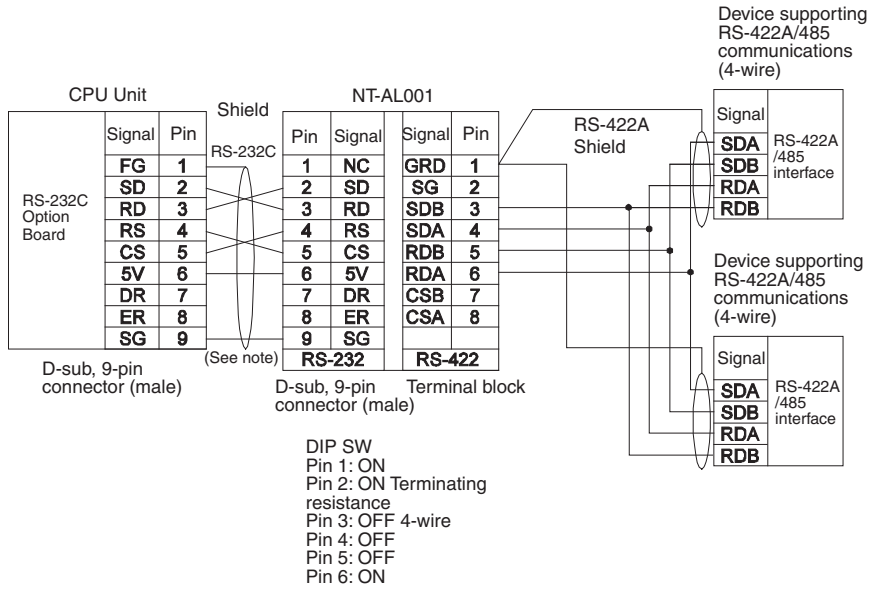 Device supporting
RS-422A/485
communications
(4-wire)
CPU Unit
Shield
NT-AL001
RS-422A
Shield
RS-232C
RS-232C
Option
Board
Signal Pin
FG 1
SD 2
RD 3
RS 4
CS 5
5V 6
DR 7
ER 8
SG 9
(See note)
D-sub, 9-pin
connector (male)
Pin Signal
1 NC
2 SD
3 RD
4 RS
5 CS
6 5V
7 DR
8 ER
9 SG
RS-232
D-sub, 9-pin
connector (male)
Signal Pin
GRD 1
SG 2
SDB 3
SDA 4
RDB 5
RDA 6
CSB 7
CSA 8
RS-422
Terminal block
Signal
SDA
SDB
RDA
RDB
RS-422A
/485
interface
Device supporting
RS-422A/485
communications
(4-wire)
Signal
SDA
SDB
RDA
RDB
RS-422A
/485
interface
DIP SW
Pin 1: ON
Pin 2: ON Terminating
resistance
Pin 3: OFF 4-wire
Pin 4: OFF
Pin 5: OFF
Pin 6: ON